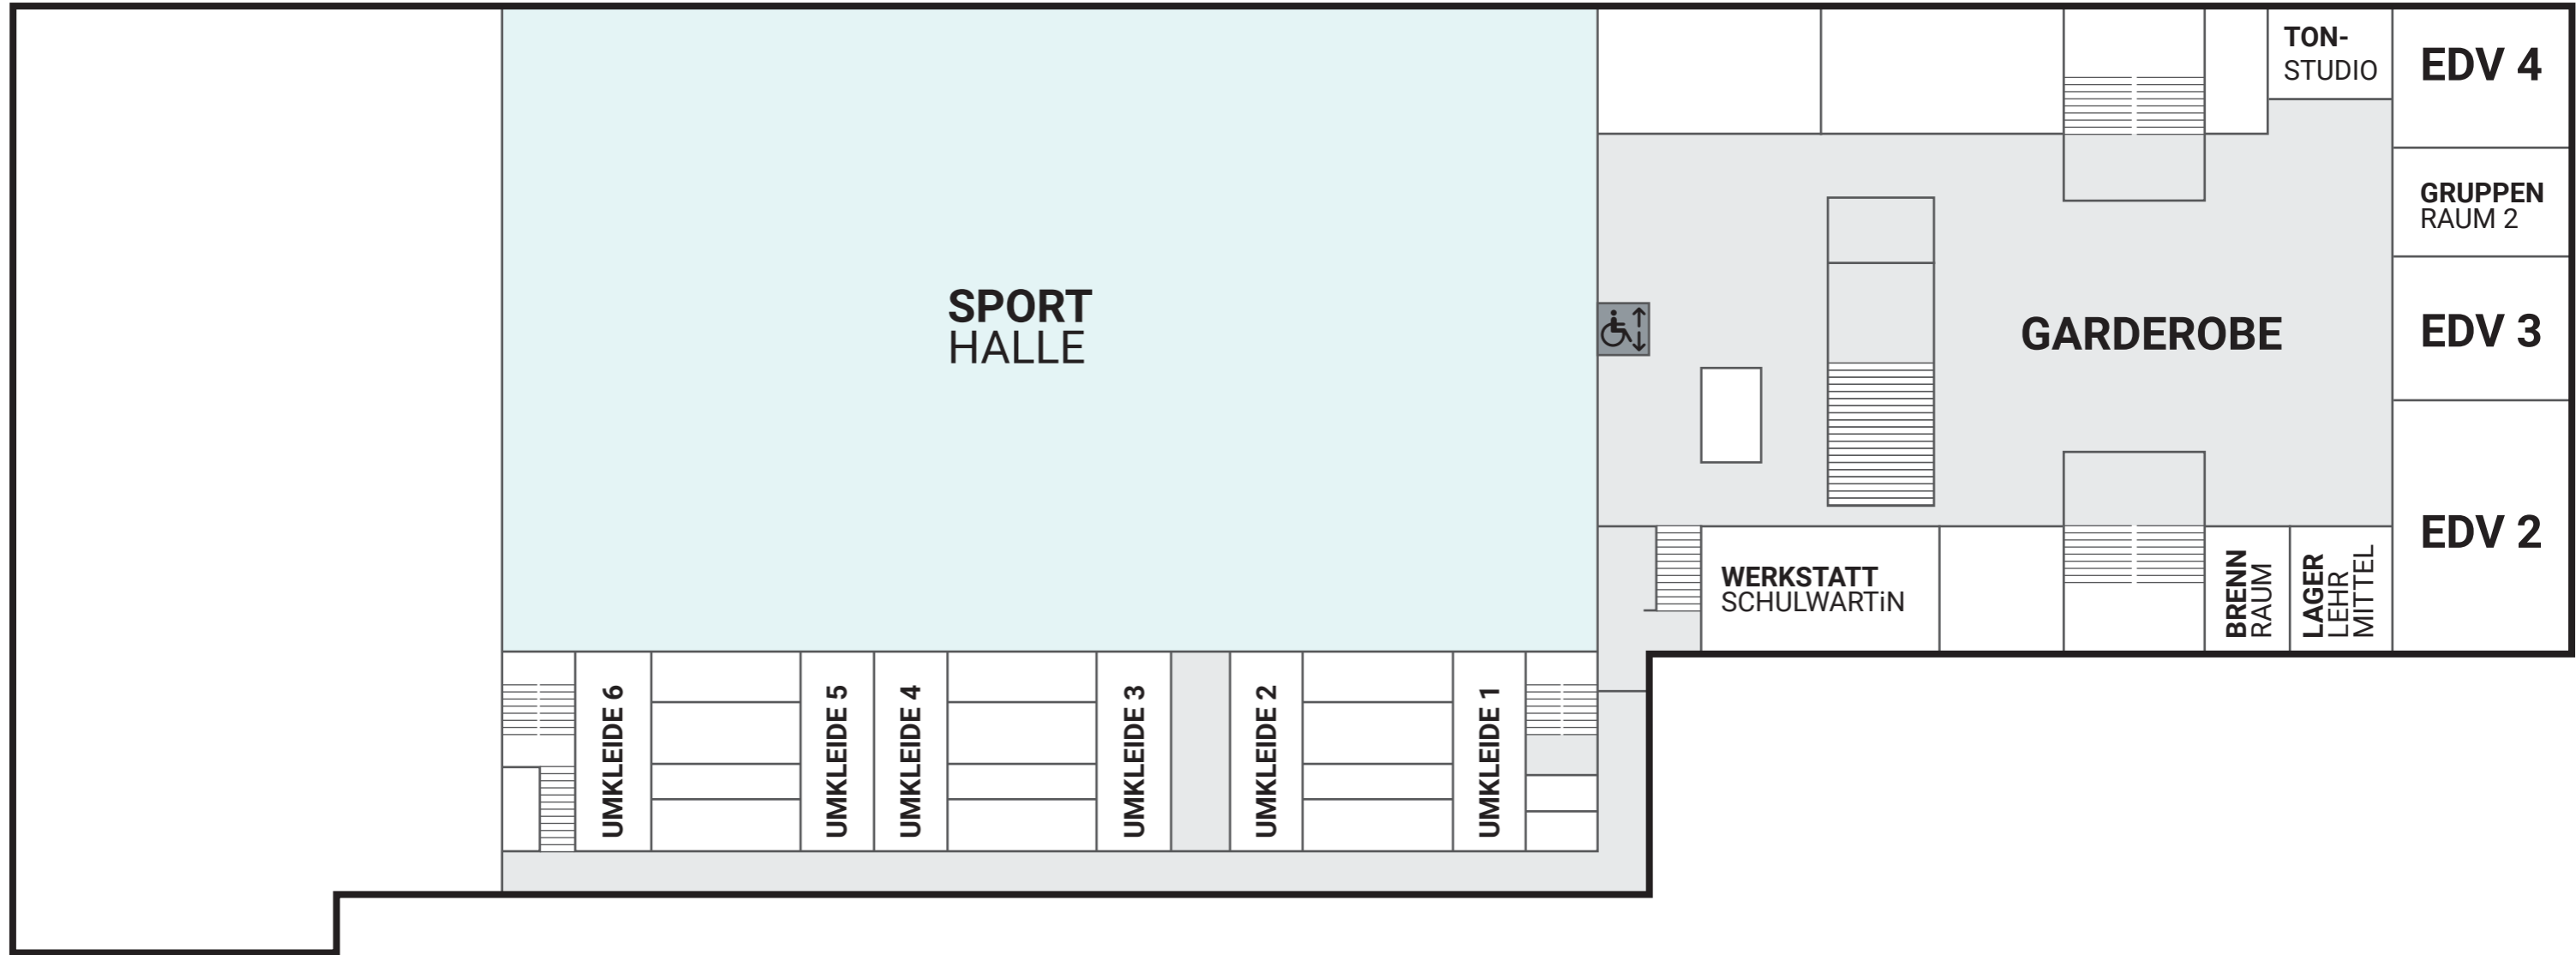 TON-
STUDIO
EDV 4
GRUPPEN
RAUM 2
SPORT
HALLE
GARDEROBE
EDV 3
EDV 2
WERKSTATT
SCHULWARTiN
BRENN
RAUM
LAGER
LEHR
MITTEL
UMKLEIDE 6
UMKLEIDE 5
UMKLEIDE 4
UMKLEIDE 3
UMKLEIDE 2
UMKLEIDE 1